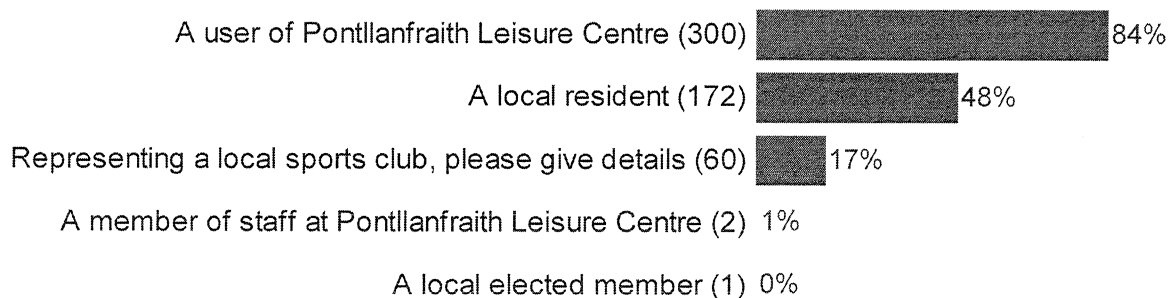 A user of Pontllanfraith Leisure Centre (300) 84%
A local resident (172) 48%
Representing a local sports club, please give details (60) 17%
A member of staff at Pontllanfraith Leisure Centre (2) 1%
A local elected member (1) 0%